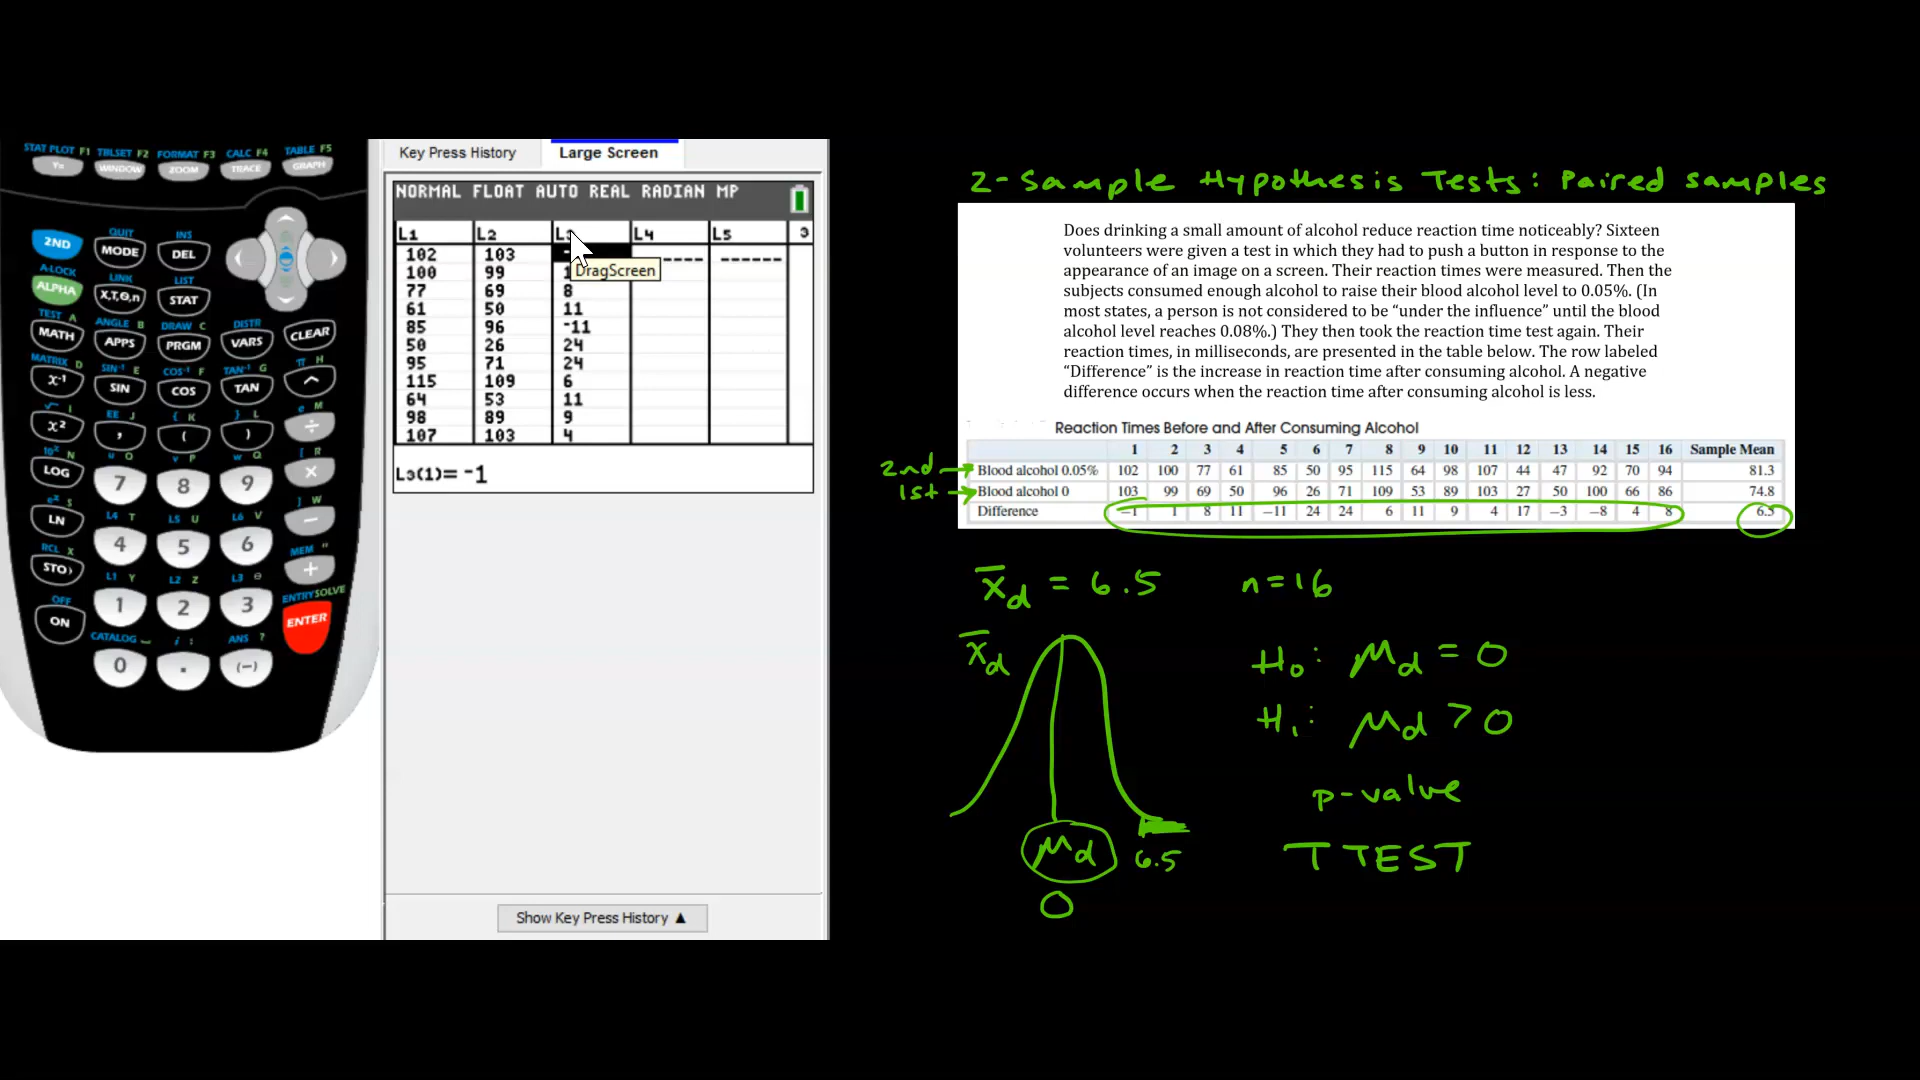 Key Press History Large Screen
NORMAL FLOAT AUTO REAL RADIAN MP
L1 L2 L4 L5 3
102 103
100 99
DragScreen
77 69 8
61 50 11
85 96 -11
50 26 24
95 71 24
115 109 6
64 53 11
98 89 9
107 103 4
L3(1)= -1
Show Key Press History ▲
STAT PLOT F1 TBLSET F2 FORMAT F3 CALC F4 TABLE F5
Y= WINDOW ZOOM TRACE GRAPH
QUIT INS
2ND MODE DEL
A-LOCK LINK LIST
ALPHA X,T,Θ,n STAT
TEST A ANGLE B DRAW C DISTR
MATH APPS PRGM VARS CLEAR
MATRIX D SIN⁻¹ E COS⁻¹ F TAN⁻¹ G π H
x⁻¹ SIN COS TAN ^
√ I EE J { K } L e M
x² , ( ) ÷
10ˣ N u O v P w Q [ R
LOG 7 8 9 ×
eˣ S L4 T L5 U L6 V ] W
LN 4 5 6 −
RCL X L1 Y L2 Z L3 θ MEM "
STO› 1 2 3 +
OFF CATALOG i : ANS ? ENTRY SOLVE
ON 0 . (−) ENTER
2-Sample Hypothesis Tests: Paired samples
Does drinking a small amount of alcohol reduce reaction time noticeably? Sixteen
volunteers were given a test in which they had to push a button in response to the
appearance of an image on a screen. Their reaction times were measured. Then the
subjects consumed enough alcohol to raise their blood alcohol level to 0.05%. (In
most states, a person is not considered to be “under the influence” until the blood
alcohol level reaches 0.08%.) They then took the reaction time test again. Their
reaction times, in milliseconds, are presented in the table below. The row labeled
“Difference” is the increase in reaction time after consuming alcohol. A negative
difference occurs when the reaction time after consuming alcohol is less.
Reaction Times Before and After Consuming Alcohol
1 2 3 4 5 6 7 8 9 10 11 12 13 14 15 16 Sample Mean
2nd → Blood alcohol 0.05% 102 100 77 61 85 50 95 115 64 98 107 44 47 92 70 94 81.3
1st → Blood alcohol 0 103 99 69 50 96 26 71 109 53 89 103 27 50 100 66 86 74.8
Difference −1 1 8 11 −11 24 24 6 11 9 4 17 −3 −8 4 8 6.5
x̄d = 6.5 n=16
x̄d
H0: μd = 0
H1: μd > 0
p-value
T TEST
μd 6.5
0